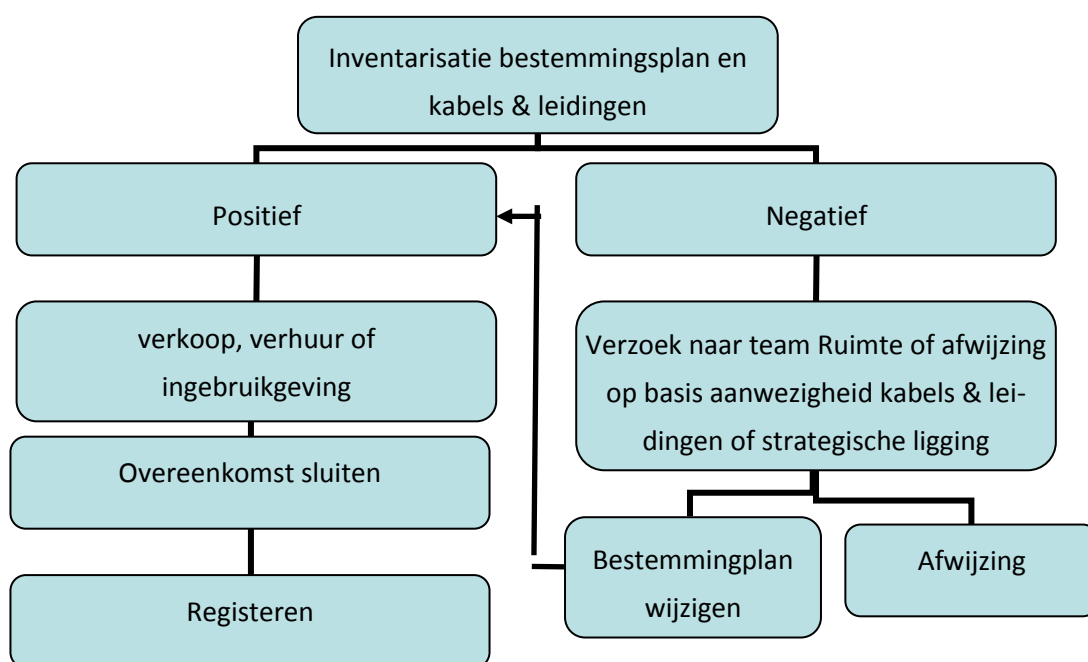 Inventarisatie bestemmingsplan en
kabels & leidingen
Positief
Negatief
verkoop, verhuur of
ingebruikgeving
Verzoek naar team Ruimte of afwijzing
op basis aanwezigheid kabels & lei-
dingen of strategische ligging
Overeenkomst sluiten
Bestemmingplan
wijzigen
Afwijzing
Registeren